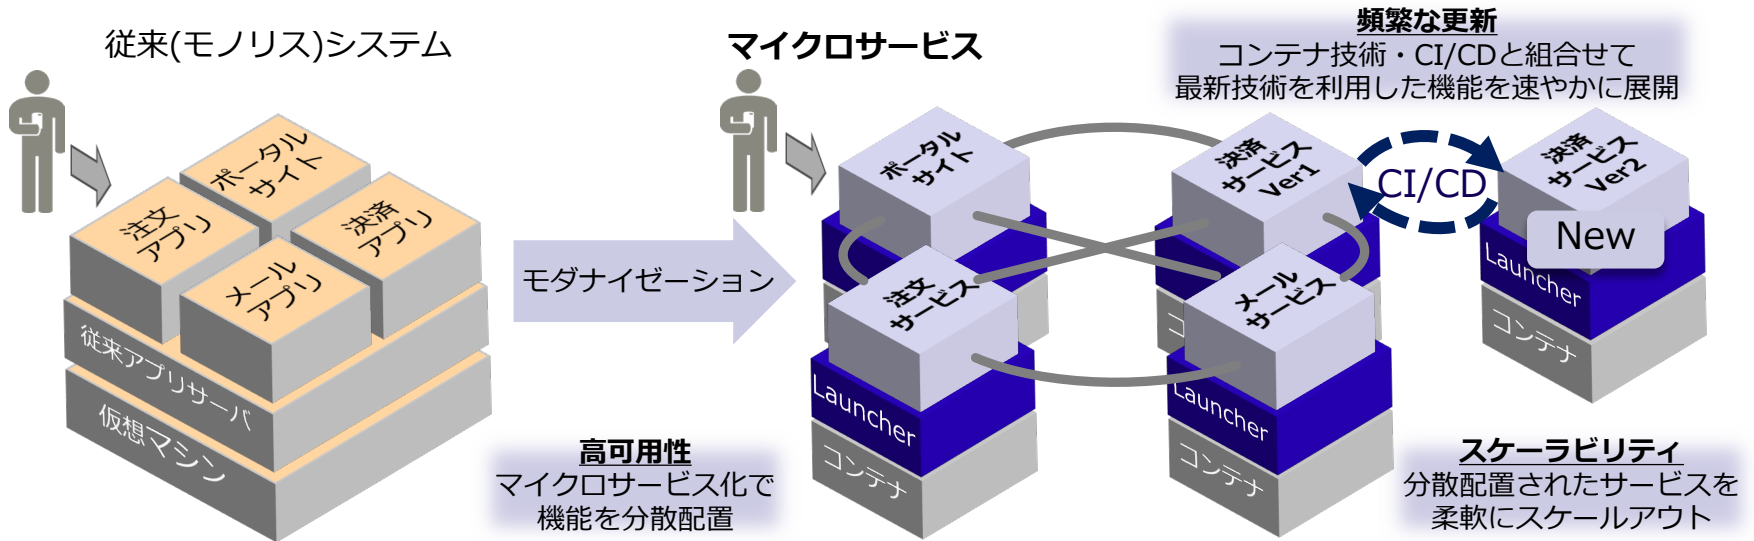 従来(モノリス)システム
ポータル
サイト
注文
アプリ
決済
アプリ
メール
アプリ
従来アプリサーバ
仮想マシン
モダナイゼーション
マイクロサービス
ポータル
サイト
決済
サービス
Ver1
注文
サービス
メール
サービス
Launcher
コンテナ
Launcher
コンテナ
コンテ
CI/CD
決済
サービス
Ver2
New
Launcher
コンテナ
頻繁な更新
コンテナ技術・CI/CDと組合せて
最新技術を利用した機能を速やかに展開
高可用性
マイクロサービス化で
機能を分散配置
スケーラビリティ
分散配置されたサービスを
柔軟にスケールアウト